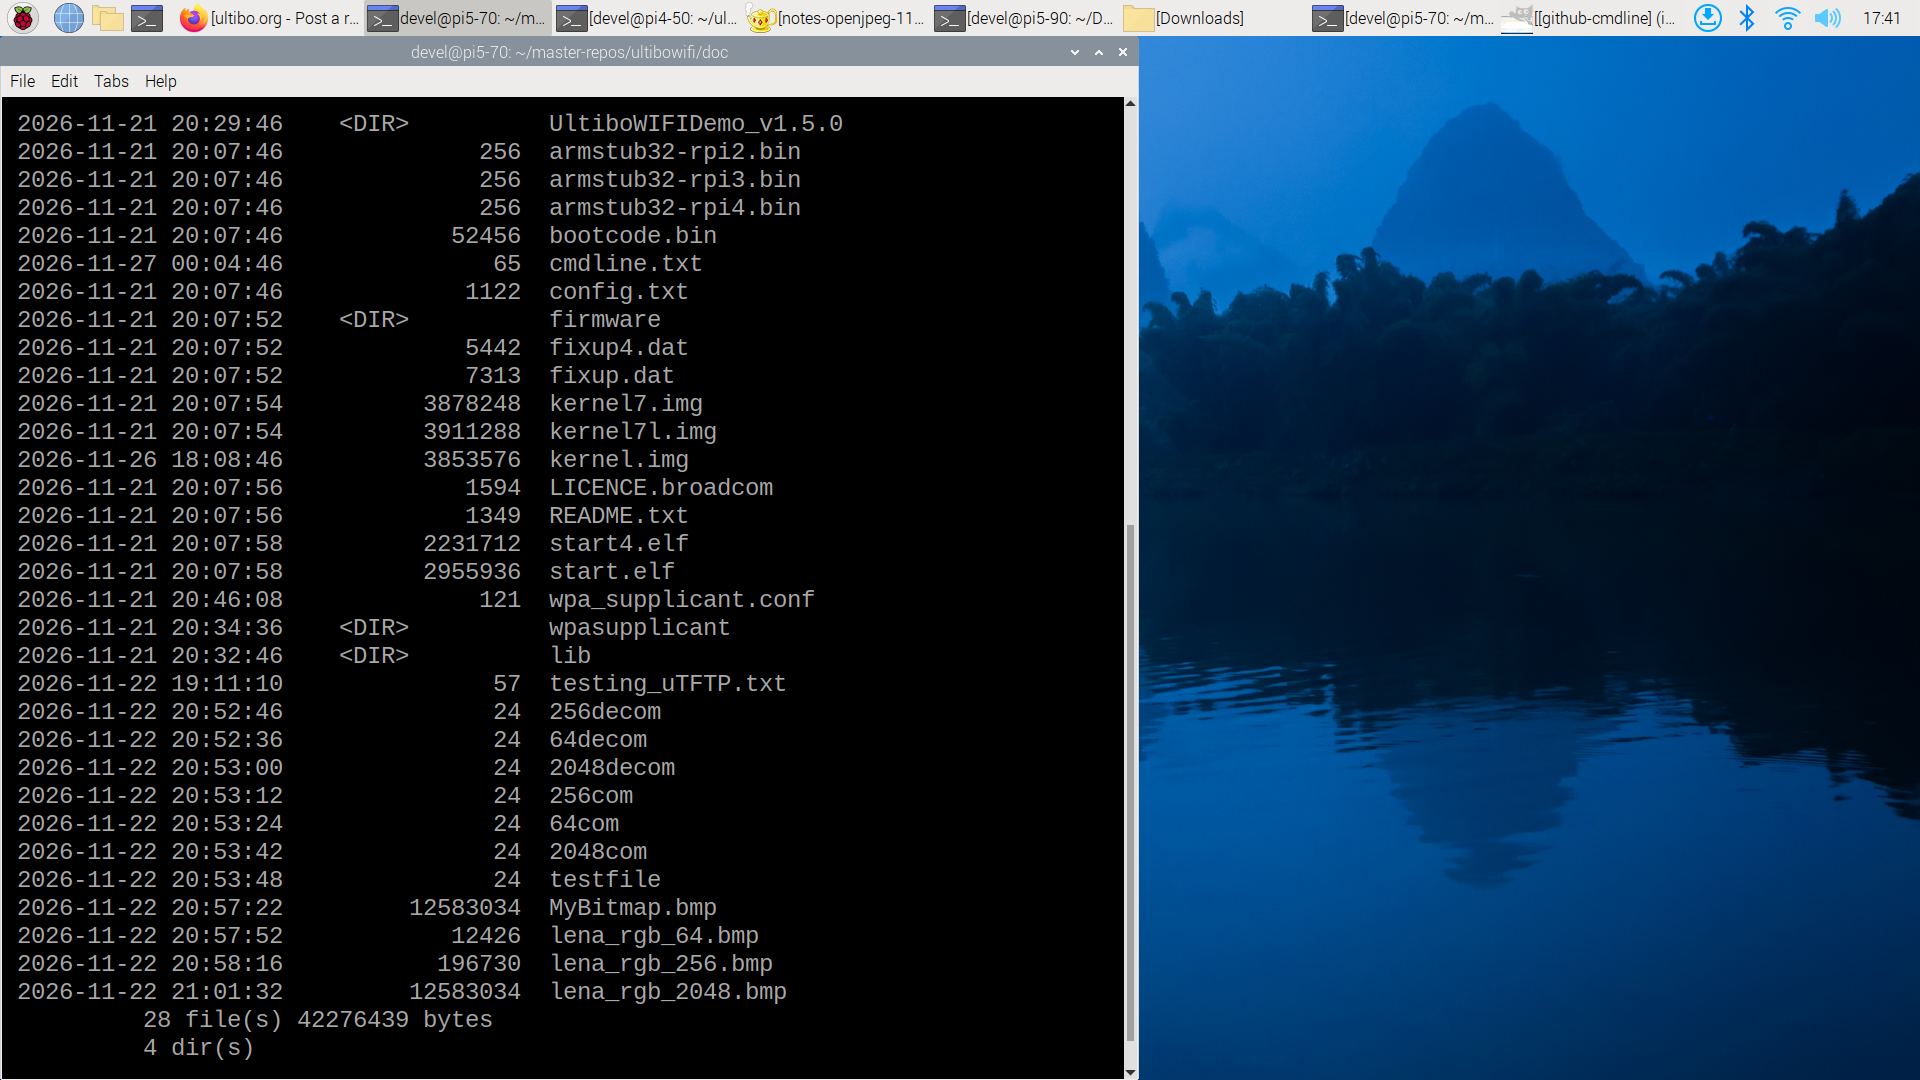 [ultibo.org - Post a r... devel@pi5-70: ~/m... [devel@pi4-50: ~/ul... [notes-openjpeg-11... [devel@pi5-90: ~/D... [Downloads] [devel@pi5-70: ~/m... [[github-cmdline] (i... 17:41
devel@pi5-70: ~/master-repos/ultibowifi/doc
File Edit Tabs Help
2026-11-21 20:29:46 <DIR> UltiboWIFIDemo_v1.5.0
2026-11-21 20:07:46 256 armstub32-rpi2.bin
2026-11-21 20:07:46 256 armstub32-rpi3.bin
2026-11-21 20:07:46 256 armstub32-rpi4.bin
2026-11-21 20:07:46 52456 bootcode.bin
2026-11-27 00:04:46 65 cmdline.txt
2026-11-21 20:07:46 1122 config.txt
2026-11-21 20:07:52 <DIR> firmware
2026-11-21 20:07:52 5442 fixup4.dat
2026-11-21 20:07:52 7313 fixup.dat
2026-11-21 20:07:54 3878248 kernel7.img
2026-11-21 20:07:54 3911288 kernel7l.img
2026-11-26 18:08:46 3853576 kernel.img
2026-11-21 20:07:56 1594 LICENCE.broadcom
2026-11-21 20:07:56 1349 README.txt
2026-11-21 20:07:58 2231712 start4.elf
2026-11-21 20:07:58 2955936 start.elf
2026-11-21 20:46:08 121 wpa_supplicant.conf
2026-11-21 20:34:36 <DIR> wpasupplicant
2026-11-21 20:32:46 <DIR> lib
2026-11-22 19:11:10 57 testing_uTFTP.txt
2026-11-22 20:52:46 24 256decom
2026-11-22 20:52:36 24 64decom
2026-11-22 20:53:00 24 2048decom
2026-11-22 20:53:12 24 256com
2026-11-22 20:53:24 24 64com
2026-11-22 20:53:42 24 2048com
2026-11-22 20:53:48 24 testfile
2026-11-22 20:57:22 12583034 MyBitmap.bmp
2026-11-22 20:57:52 12426 lena_rgb_64.bmp
2026-11-22 20:58:16 196730 lena_rgb_256.bmp
2026-11-22 21:01:32 12583034 lena_rgb_2048.bmp
28 file(s) 42276439 bytes
4 dir(s)